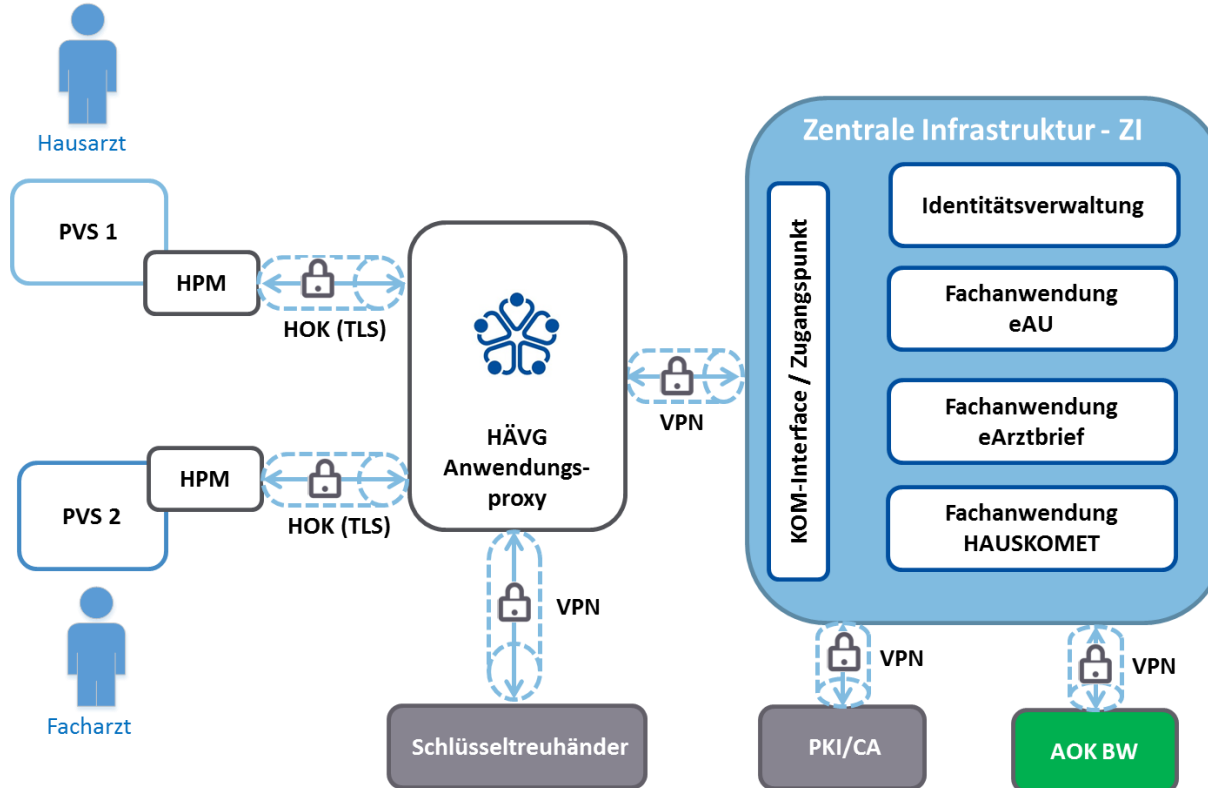 Hausarzt
PVS 1
HPM
HOK (TLS)
PVS 2
HPM
HOK (TLS)
Facharzt
HÄVG
Anwendungs-
proxy
VPN
VPN
Schlüsseltreuhänder
Zentrale Infrastruktur - ZI
KOM-Interface / Zugangspunkt
Identitätsverwaltung
Fachanwendung
eAU
Fachanwendung
eArztbrief
Fachanwendung
HAUSKOMET
VPN
PKI/CA
VPN
AOK BW